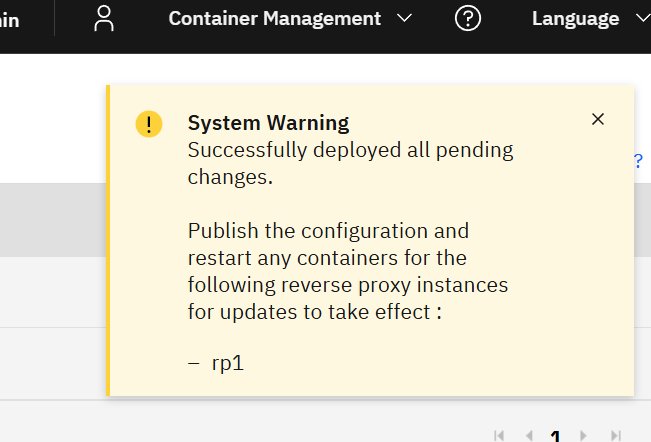 in Container Management Language
System Warning
Successfully deployed all pending
changes.
?
Publish the configuration and
restart any containers for the
following reverse proxy instances
for updates to take effect :
– rp1
1